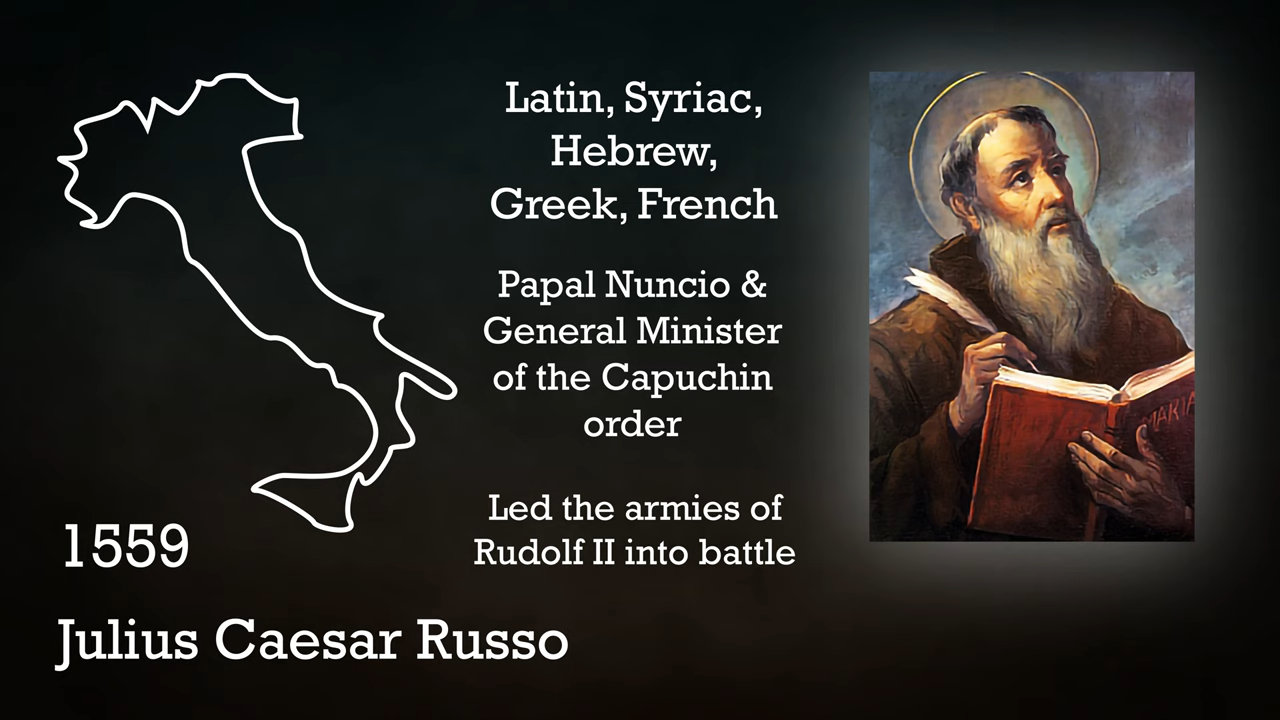 Latin, Syriac,
Hebrew,
Greek, French
Papal Nuncio &
General Minister
of the Capuchin
order
Led the armies of
Rudolf II into battle
1559
Julius Caesar Russo
MARIA